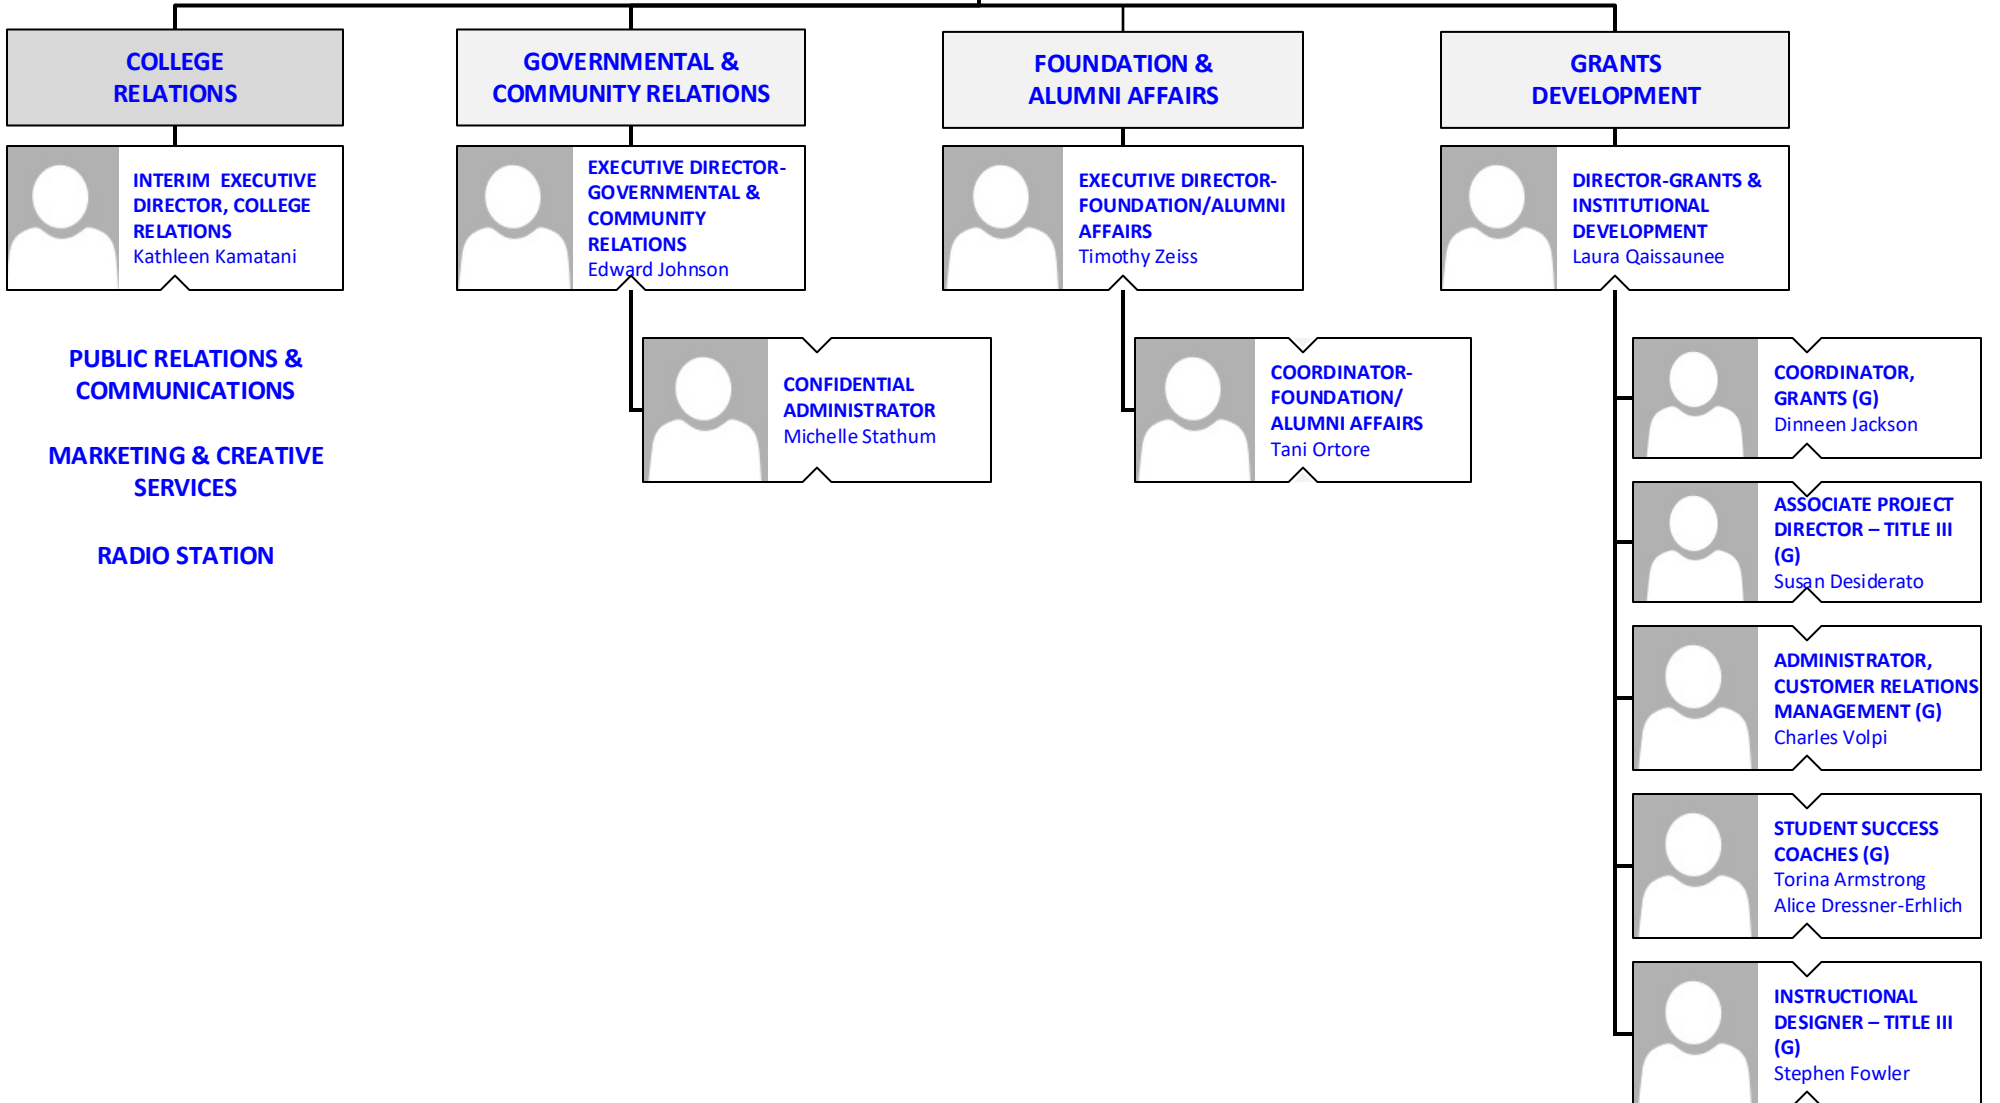 COLLEGE
RELATIONS
INTERIM EXECUTIVE
DIRECTOR, COLLEGE
RELATIONS
Kathleen Kamatani
PUBLIC RELATIONS &
COMMUNICATIONS
MARKETING & CREATIVE
SERVICES
RADIO STATION
GOVERNMENTAL &
COMMUNITY RELATIONS
EXECUTIVE DIRECTOR-
GOVERNMENTAL &
COMMUNITY
RELATIONS
Edward Johnson
CONFIDENTIAL
ADMINISTRATOR
Michelle Stathum
FOUNDATION &
ALUMNI AFFAIRS
EXECUTIVE DIRECTOR-
FOUNDATION/ALUMNI
AFFAIRS
Timothy Zeiss
COORDINATOR-
FOUNDATION/
ALUMNI AFFAIRS
Tani Ortore
GRANTS
DEVELOPMENT
DIRECTOR-GRANTS &
INSTITUTIONAL
DEVELOPMENT
Laura Qaissaunee
COORDINATOR,
GRANTS (G)
Dinneen Jackson
ASSOCIATE PROJECT
DIRECTOR – TITLE III
(G)
Susan Desiderato
ADMINISTRATOR,
CUSTOMER RELATIONS
MANAGEMENT (G)
Charles Volpi
STUDENT SUCCESS
COACHES (G)
Torina Armstrong
Alice Dressner-Erhlich
INSTRUCTIONAL
DESIGNER – TITLE III
(G)
Stephen Fowler